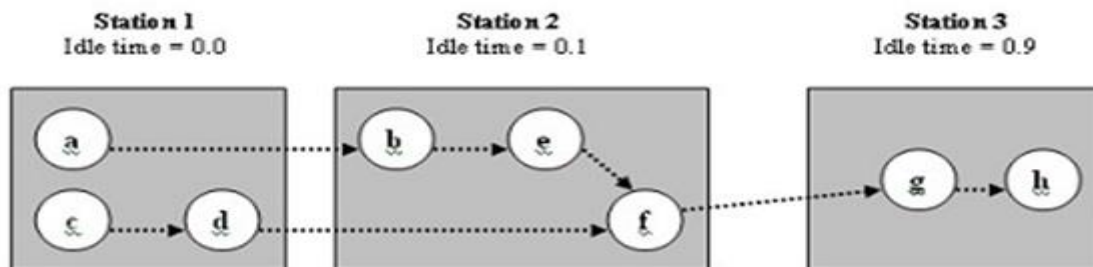 Station 1
Idle time = 0.0
Station 2
Idle time = 0.1
Station 3
Idle time = 0.9
a
b
e
g
h
c
d
f